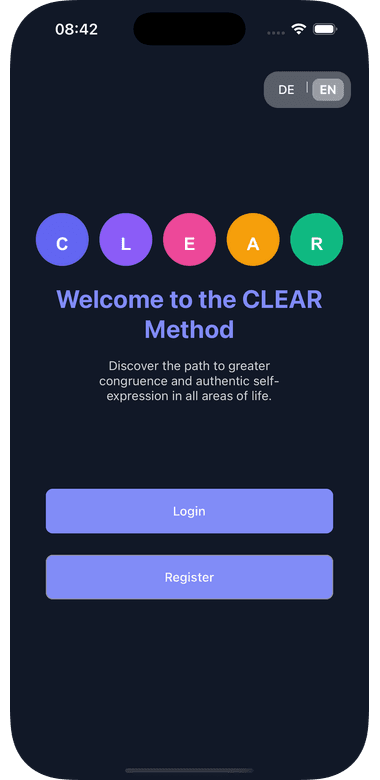 08:42
DE | EN
C L E A R
Welcome to the CLEAR
Method
Discover the path to greater
congruence and authentic self-
expression in all areas of life.
Login
Register